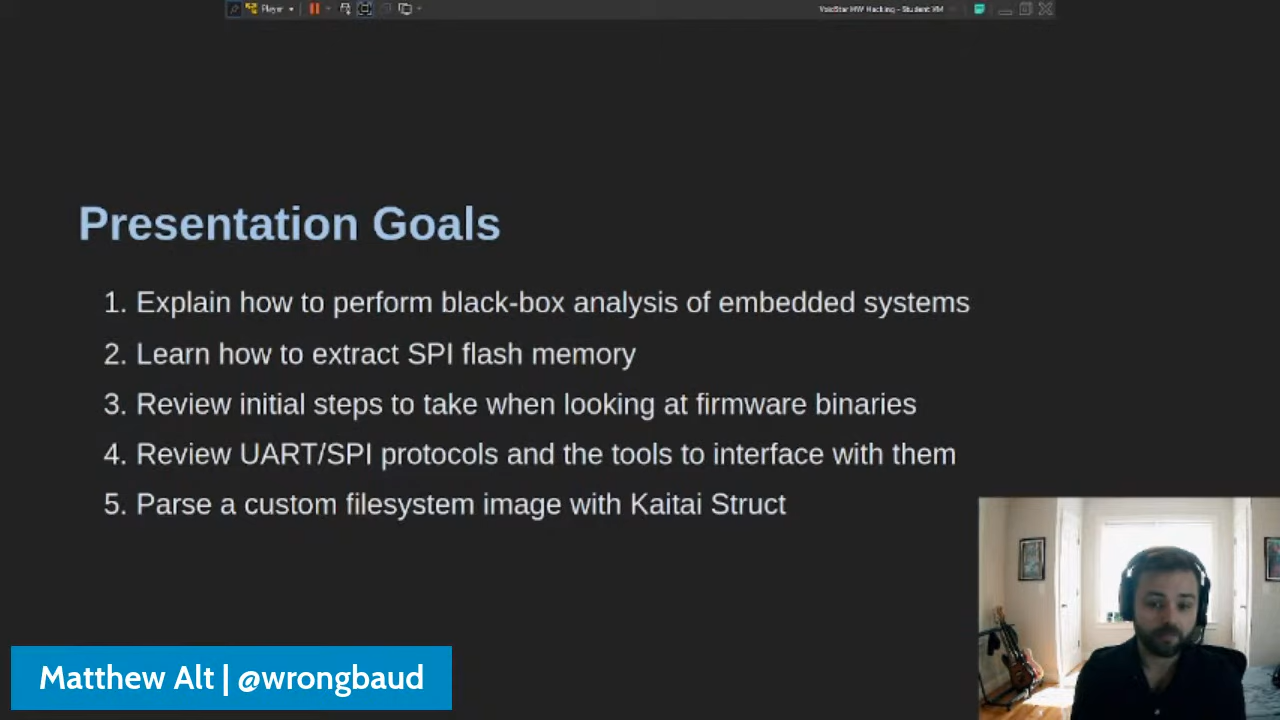 Player
VoidStar HW Hacking - Student VM
Presentation Goals
1. Explain how to perform black-box analysis of embedded systems
2. Learn how to extract SPI flash memory
3. Review initial steps to take when looking at firmware binaries
4. Review UART/SPI protocols and the tools to interface with them
5. Parse a custom filesystem image with Kaitai Struct
Matthew Alt | @wrongbaud